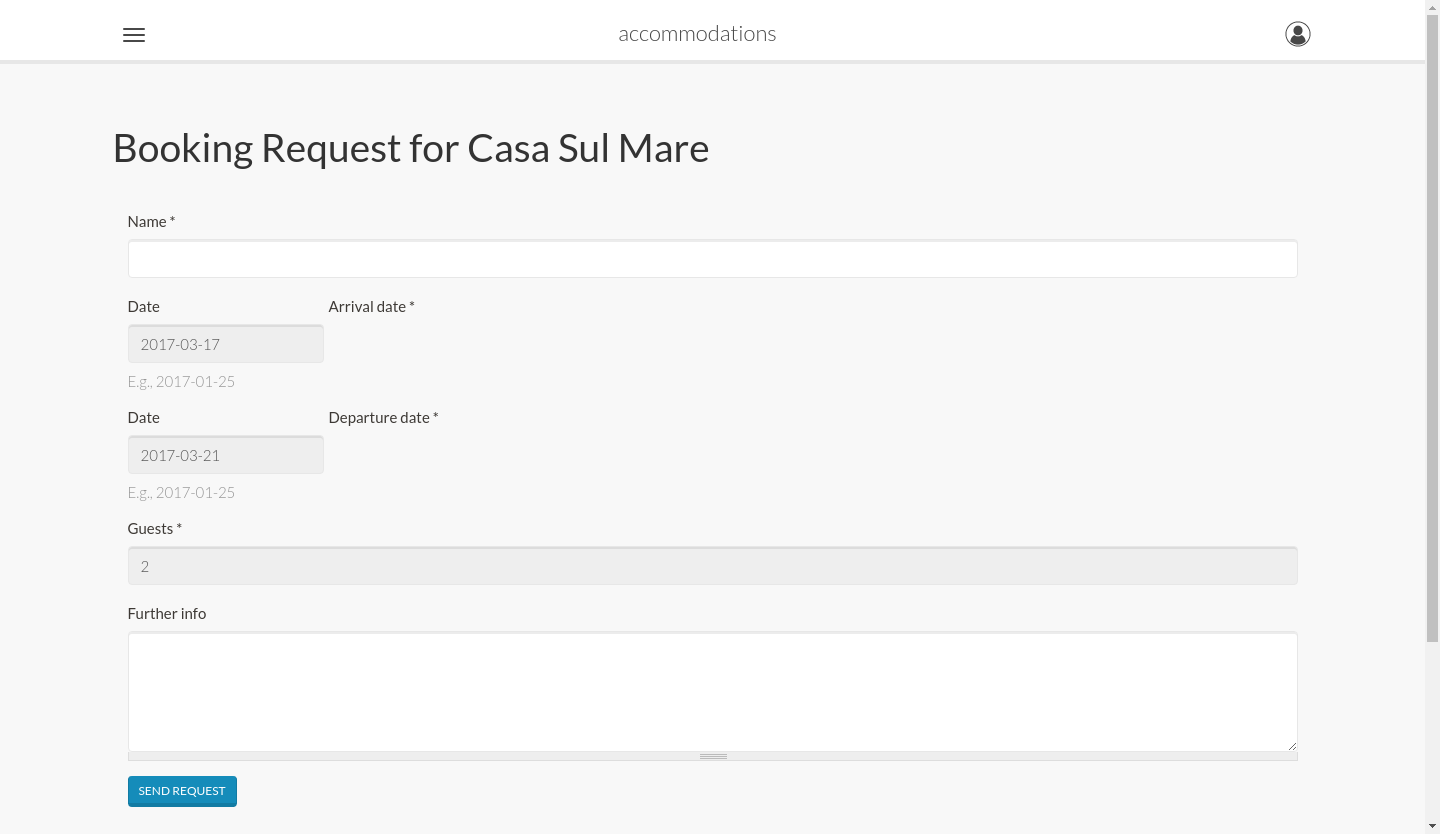 accommodations
Booking Request for Casa Sul Mare
Name *
Date Arrival date *
2017-03-17
E.g., 2017-01-25
Date Departure date *
2017-03-21
E.g., 2017-01-25
Guests *
2
Further info
SEND REQUEST